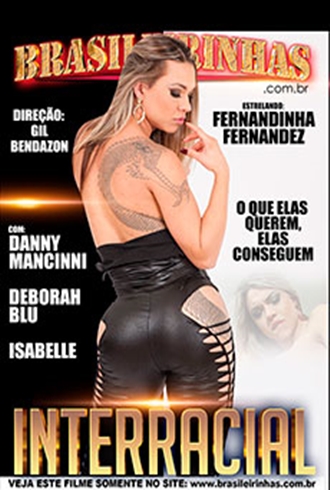 BRASILEIRINHAS
.com.br
DIREÇÃO:
GIL
BENDAZON
ESTRELANDO:
FERNANDINHA
FERNANDEZ
O QUE ELAS
QUEREM,
ELAS
CONSEGUEM
COM:
DANNY
MANCINNI
DEBORAH
BLU
ISABELLE
INTERRACIAL
VEJA ESTE FILME SOMENTE NO SITE: www.brasileirinhas.com.br